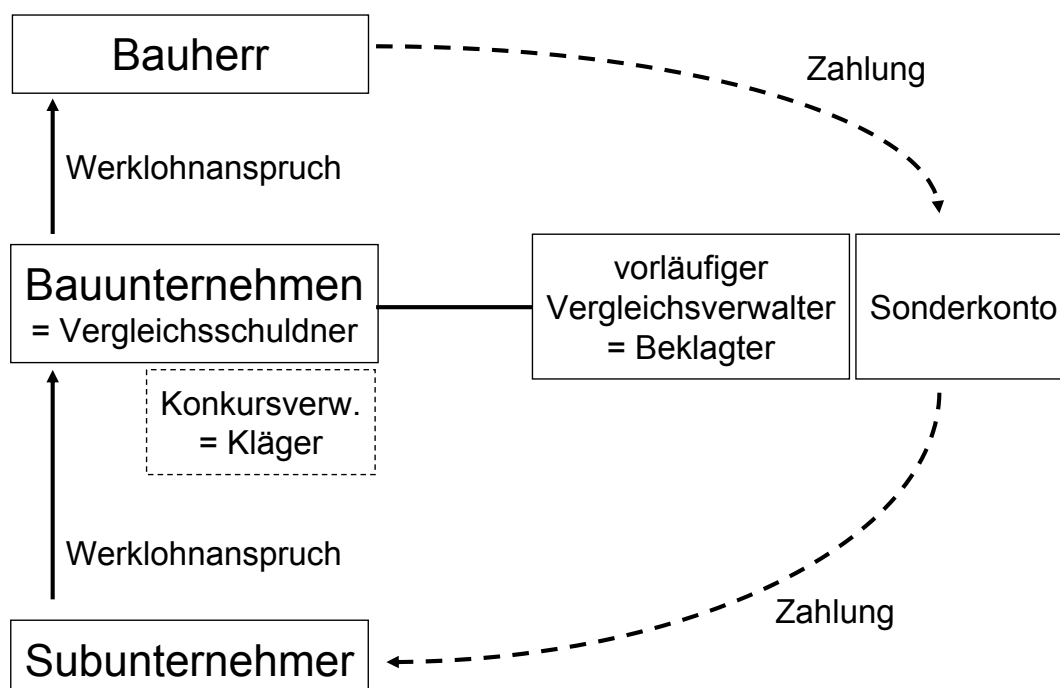 Bauherr
Zahlung
Werklohnanspruch
Bauunternehmen
= Vergleichsschuldner
vorläufiger
Vergleichsverwalter
= Beklagter
Sonderkonto
Konkursverw.
= Kläger
Werklohnanspruch
Zahlung
Subunternehmer